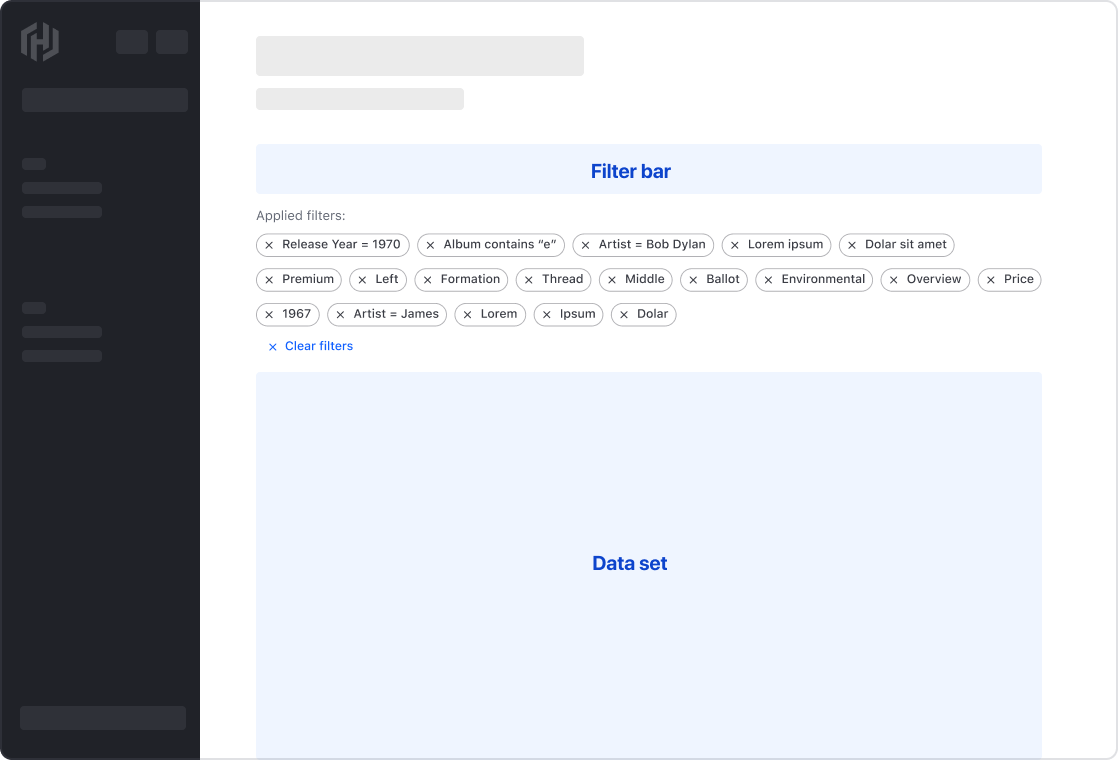 Filter bar
Applied filters:
× Release Year = 1970 × Album contains “e” × Artist = Bob Dylan × Lorem ipsum × Dolar sit amet
× Premium × Left × Formation × Thread × Middle × Ballot × Environmental × Overview × Price
× 1967 × Artist = James × Lorem × Ipsum × Dolar
× Clear filters
Data set